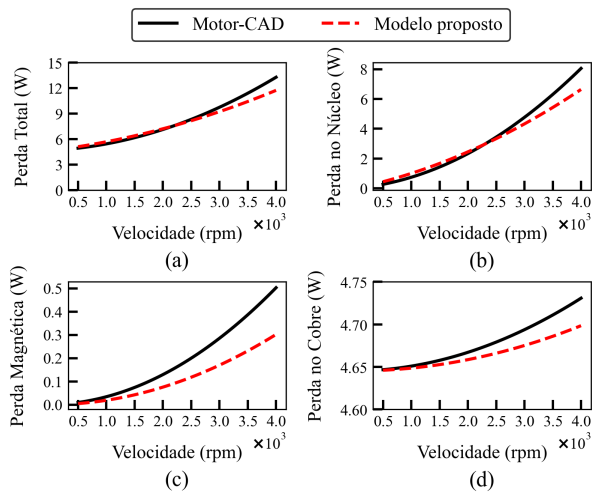 Motor-CAD Modelo proposto
Perda Total (W)
15
12
9
6
3
0
0.5 1.0 1.5 2.0 2.5 3.0 3.5 4.0
×10³
Velocidade (rpm)
(a)
Perda no Núcleo (W)
8
6
4
2
0
0.5 1.0 1.5 2.0 2.5 3.0 3.5 4.0
×10³
Velocidade (rpm)
(b)
Perda Magnética (W)
0.5
0.4
0.3
0.2
0.1
0.0
0.5 1.0 1.5 2.0 2.5 3.0 3.5 4.0
×10³
Velocidade (rpm)
(c)
Perda no Cobre (W)
4.75
4.70
4.65
4.60
0.5 1.0 1.5 2.0 2.5 3.0 3.5 4.0
×10³
Velocidade (rpm)
(d)